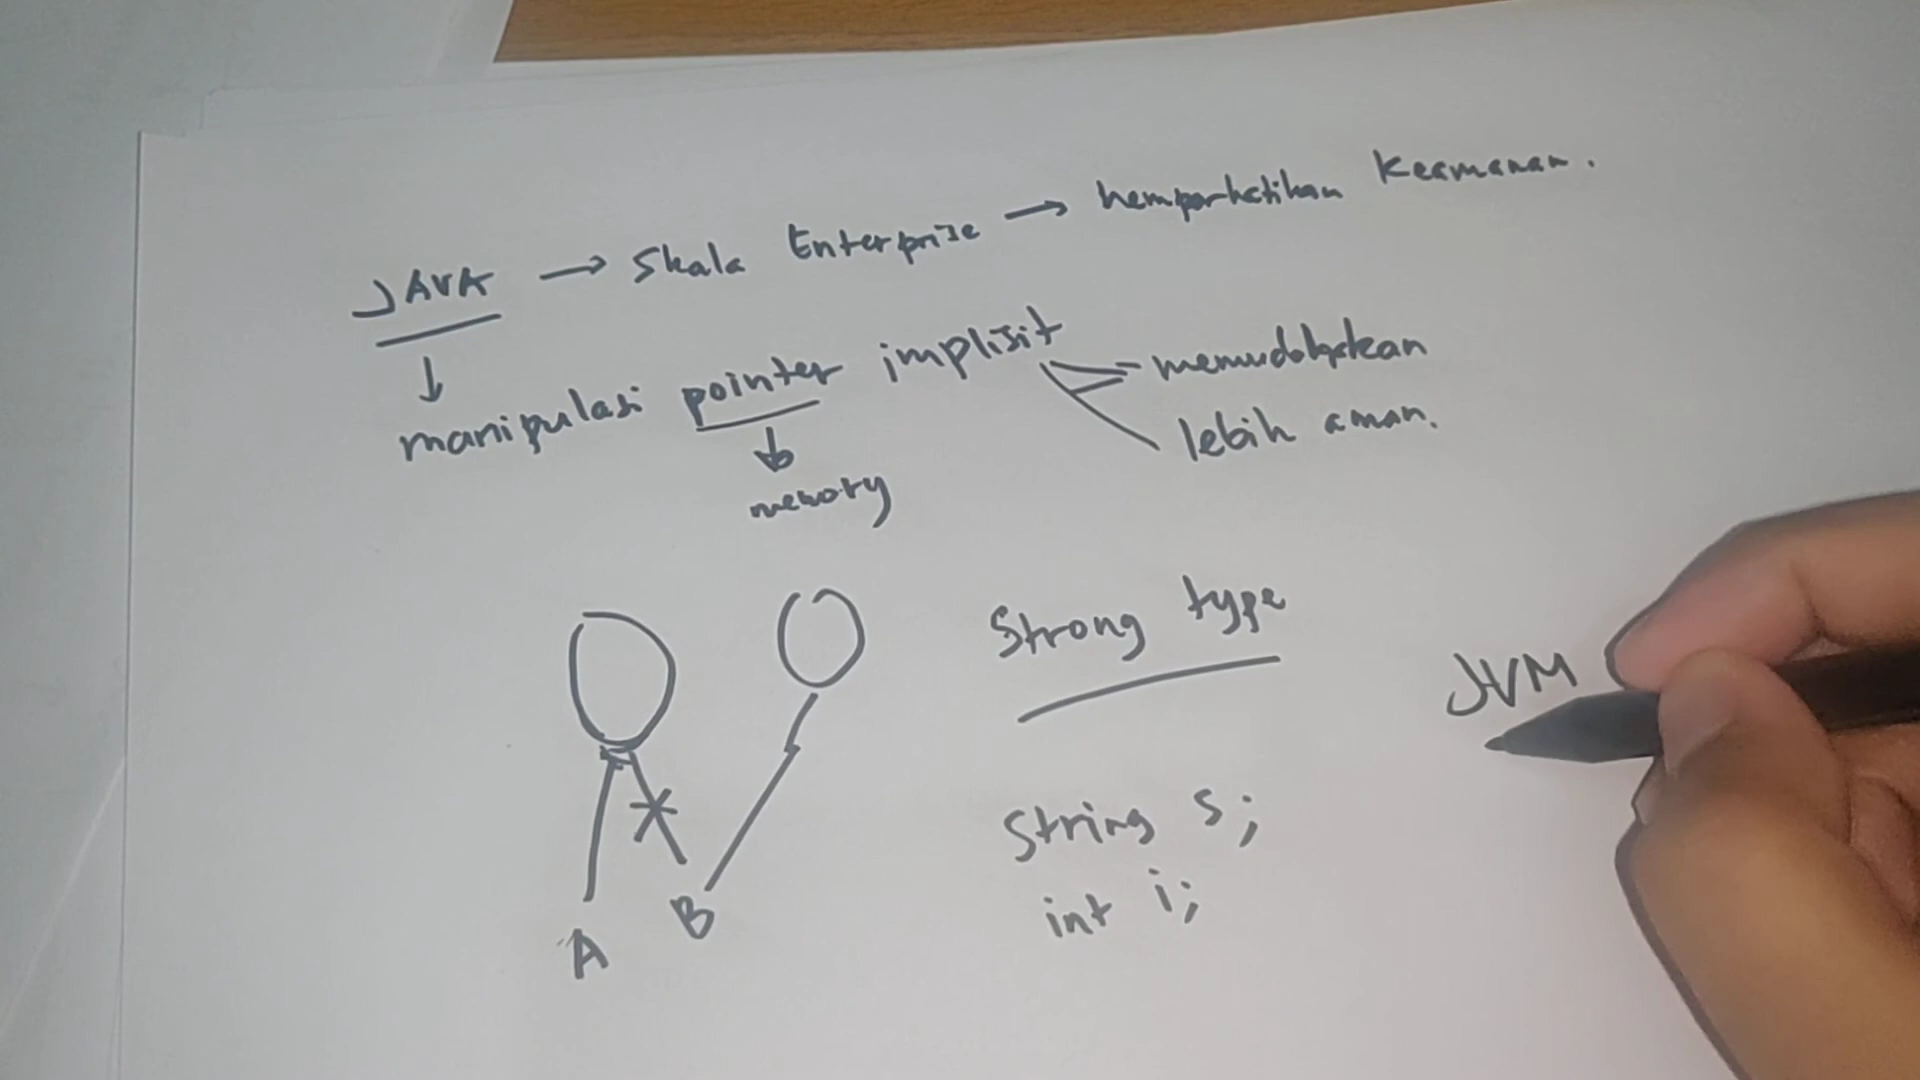 JAVA → Skala Enterprise → memperhatikan Keamanan.
↓
manipulasi pointer implisit
memudahkan
lebih aman.
↓
memory
Strong type
JVM
String s;
int i;
A B